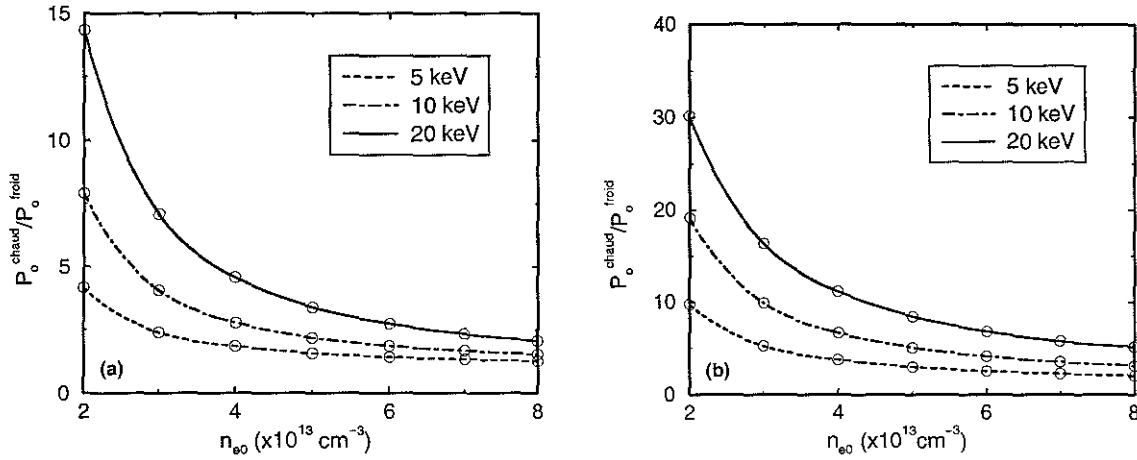 15
10
5
0
P_o^chaud/P_o^froid
5 keV
10 keV
20 keV
(a)
2 4 6 8
n_e0 (x10^13 cm^-3)
40
30
20
10
0
P_o^chaud/P_o^froid
5 keV
10 keV
20 keV
(b)
2 4 6 8
n_e0 (x10^13 cm^-3)